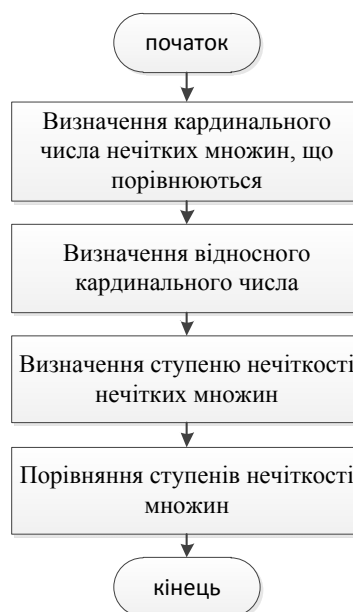 початок
Визначення кардинального
числа нечітких множин, що
порівнюються
Визначення відносного
кардинального числа
Визначення ступеню нечіткості
нечітких множин
Порівняння ступенів нечіткості
множин
кінець